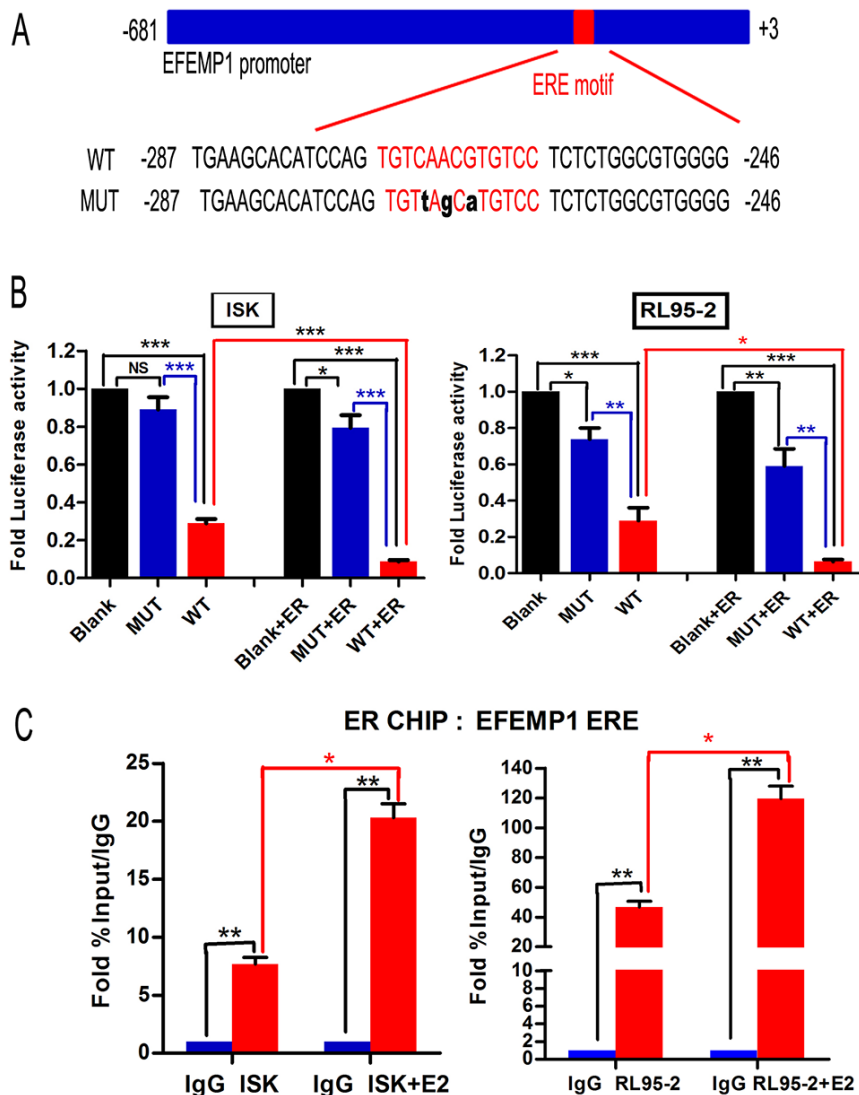 A
-681
+3
EFEMP1 promoter
ERE motif
WT -287 TGAAGCACATCCAG TGTCAACGTGTCC TCTCTGGCGTGGGG -246
MUT -287 TGAAGCACATCCAG TGTtAgCaTGTCC TCTCTGGCGTGGGG -246
B
ISK
Fold Luciferase activity
1.2
1.0
0.8
0.6
0.4
0.2
0.0
***
NS
***
***
***
*
***
Blank
MUT
WT
Blank+ER
MUT+ER
WT+ER
RL95-2
Fold Luciferase activity
1.2
1.0
0.8
0.6
0.4
0.2
0.0
***
*
**
*
***
**
**
Blank
MUT
WT
Blank+ER
MUT+ER
WT+ER
C
ER CHIP : EFEMP1 ERE
Fold %Input/IgG
25
20
15
10
5
0
**
*
**
IgG ISK
IgG ISK+E2
Fold %Input/IgG
140
120
100
80
60
40
20
10
8
6
4
2
0
**
*
**
IgG RL95-2
IgG RL95-2+E2